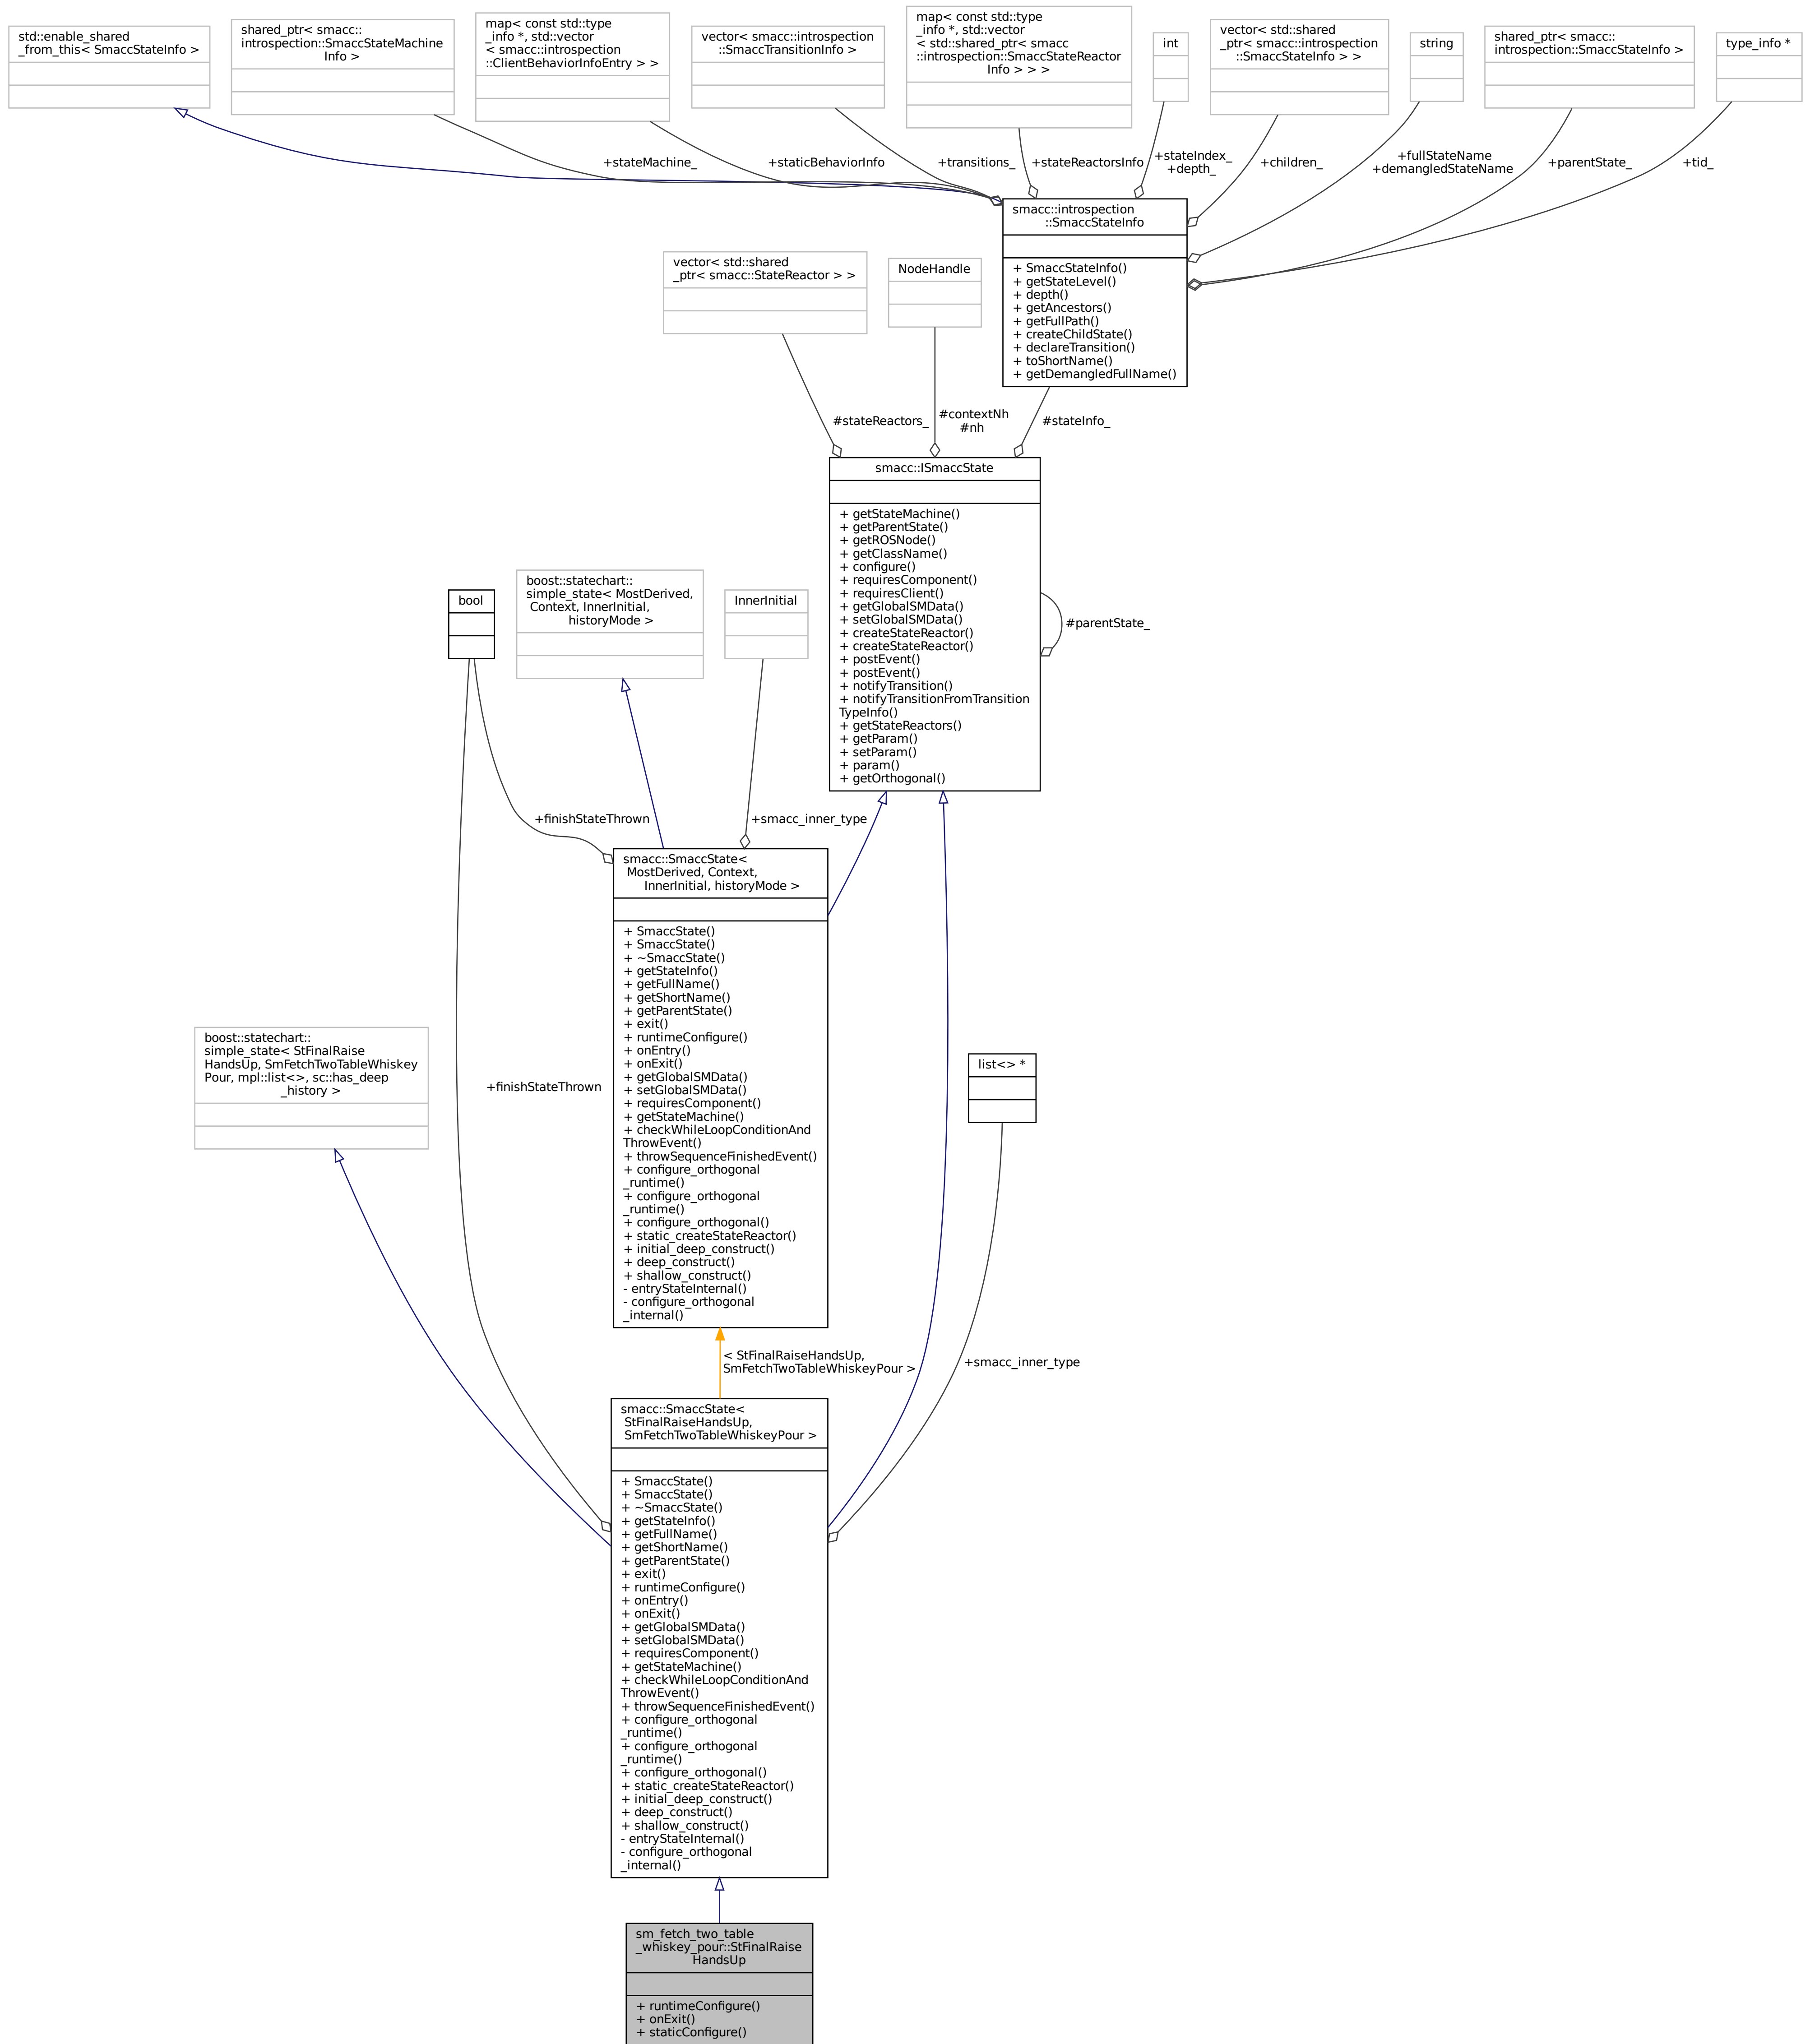 std::enable_shared
_from_this< SmaccStateInfo >
shared_ptr< smacc::
introspection::SmaccStateMachine
Info >
map< const std::type
_info *, std::vector
< smacc::introspection
::ClientBehaviorInfoEntry > >
vector< smacc::introspection
::SmaccTransitionInfo >
map< const std::type
_info *, std::vector
< std::shared_ptr< smacc
::introspection::SmaccStateReactor
Info > > >
int
vector< std::shared
_ptr< smacc::introspection
::SmaccStateInfo > >
string
shared_ptr< smacc::
introspection::SmaccStateInfo >
type_info *
+stateMachine_
+staticBehaviorInfo
+transitions_
+stateReactorsInfo
+stateIndex_
+depth_
+children_
+fullStateName
+demangledStateName
+parentState_
+tid_
smacc::introspection
::SmaccStateInfo
+ SmaccStateInfo()
+ getStateLevel()
+ depth()
+ getAncestors()
+ getFullPath()
+ createChildState()
+ declareTransition()
+ toShortName()
+ getDemangledFullName()
vector< std::shared
_ptr< smacc::StateReactor > >
NodeHandle
#stateReactors_
#contextNh
#nh
#stateInfo_
smacc::ISmaccState
+ getStateMachine()
+ getParentState()
+ getROSNode()
+ getClassName()
+ configure()
+ requiresComponent()
+ requiresClient()
+ getGlobalSMData()
+ setGlobalSMData()
+ createStateReactor()
+ createStateReactor()
+ postEvent()
+ postEvent()
+ notifyTransition()
+ notifyTransitionFromTransition
TypeInfo()
+ getStateReactors()
+ getParam()
+ setParam()
+ param()
+ getOrthogonal()
#parentState_
bool
boost::statechart::
simple_state< MostDerived,
Context, InnerInitial,
historyMode >
InnerInitial
+finishStateThrown
+smacc_inner_type
smacc::SmaccState<
MostDerived, Context,
InnerInitial, historyMode >
+ SmaccState()
+ SmaccState()
+ ~SmaccState()
+ getStateInfo()
+ getFullName()
+ getShortName()
+ getParentState()
+ exit()
+ runtimeConfigure()
+ onEntry()
+ onExit()
+ getGlobalSMData()
+ setGlobalSMData()
+ requiresComponent()
+ getStateMachine()
+ checkWhileLoopConditionAnd
ThrowEvent()
+ throwSequenceFinishedEvent()
+ configure_orthogonal
_runtime()
+ configure_orthogonal
_runtime()
+ configure_orthogonal()
+ static_createStateReactor()
+ initial_deep_construct()
+ deep_construct()
+ shallow_construct()
- entryStateInternal()
- configure_orthogonal
_internal()
boost::statechart::
simple_state< StFinalRaise
HandsUp, SmFetchTwoTableWhiskey
Pour, mpl::list<>, sc::has_deep
_history >
+finishStateThrown
list<> *
< StFinalRaiseHandsUp,
SmFetchTwoTableWhiskeyPour >
+smacc_inner_type
smacc::SmaccState<
StFinalRaiseHandsUp,
SmFetchTwoTableWhiskeyPour >
+ SmaccState()
+ SmaccState()
+ ~SmaccState()
+ getStateInfo()
+ getFullName()
+ getShortName()
+ getParentState()
+ exit()
+ runtimeConfigure()
+ onEntry()
+ onExit()
+ getGlobalSMData()
+ setGlobalSMData()
+ requiresComponent()
+ getStateMachine()
+ checkWhileLoopConditionAnd
ThrowEvent()
+ throwSequenceFinishedEvent()
+ configure_orthogonal
_runtime()
+ configure_orthogonal
_runtime()
+ configure_orthogonal()
+ static_createStateReactor()
+ initial_deep_construct()
+ deep_construct()
+ shallow_construct()
- entryStateInternal()
- configure_orthogonal
_internal()
sm_fetch_two_table
_whiskey_pour::StFinalRaise
HandsUp
+ runtimeConfigure()
+ onExit()
+ staticConfigure()